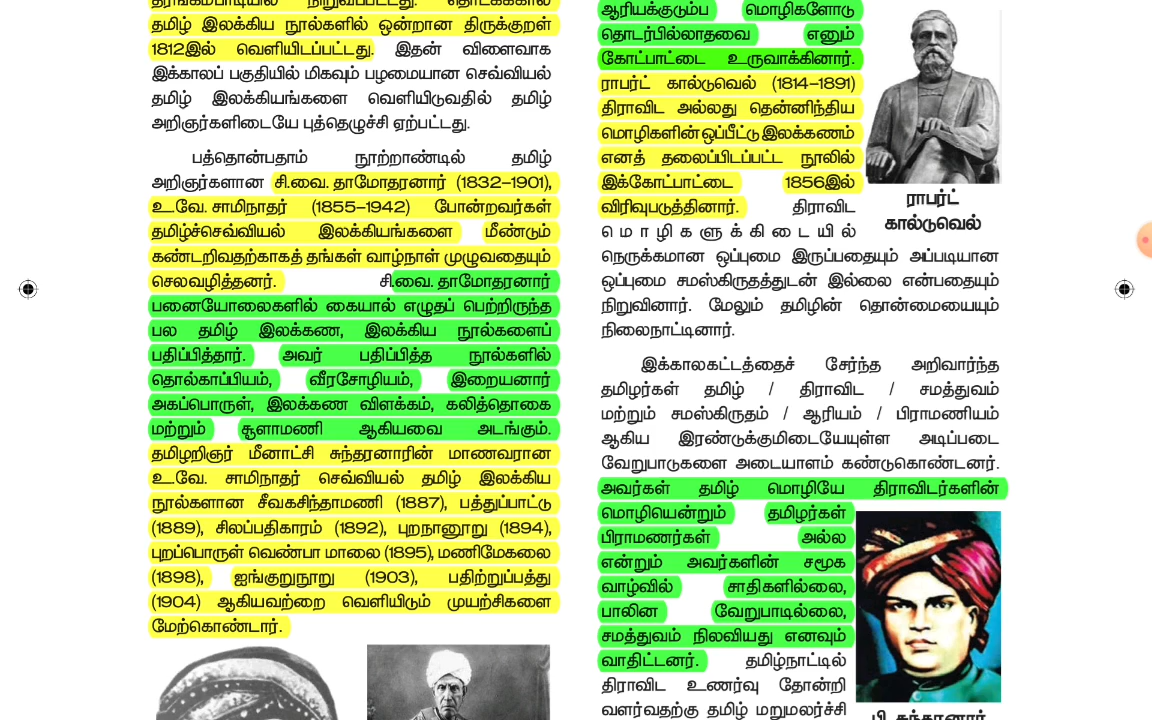 தரங்கம்பாடியில் நிறுவப்பட்டது. தொடக்ககால
தமிழ் இலக்கிய நூல்களில் ஒன்றான திருக்குறள்
1812இல் வெளியிடப்பட்டது. இதன் விளைவாக
இக்காலப் பகுதியில் மிகவும் பழமையான செவ்வியல்
தமிழ் இலக்கியங்களை வெளியிடுவதில் தமிழ்
அறிஞர்களிடையே புத்தெழுச்சி ஏற்பட்டது.
பத்தொன்பதாம் நூற்றாண்டில் தமிழ்
அறிஞர்களான சி.வை. தாமோதரனார் (1832–1901),
உ.வே. சாமிநாதர் (1855–1942) போன்றவர்கள்
தமிழ்ச்செவ்வியல் இலக்கியங்களை மீண்டும்
கண்டறிவதற்காகத் தங்கள் வாழ்நாள் முழுவதையும்
செலவழித்தனர். சி.வை. தாமோதரனார்
பனையோலைகளில் கையால் எழுதப் பெற்றிருந்த
பல தமிழ் இலக்கண, இலக்கிய நூல்களைப்
பதிப்பித்தார். அவர் பதிப்பித்த நூல்களில்
தொல்காப்பியம், வீரசோழியம், இறையனார்
அகப்பொருள், இலக்கண விளக்கம், கலித்தொகை
மற்றும் சூளாமணி ஆகியவை அடங்கும்.
தமிழறிஞர் மீனாட்சி சுந்தரனாரின் மாணவரான
உ.வே. சாமிநாதர் செவ்வியல் தமிழ் இலக்கிய
நூல்களான சீவகசிந்தாமணி (1887), பத்துப்பாட்டு
(1889), சிலப்பதிகாரம் (1892), புறநானூறு (1894),
புறப்பொருள் வெண்பா மாலை (1895), மணிமேகலை
(1898), ஐங்குறுநூறு (1903), பதிற்றுப்பத்து
(1904) ஆகியவற்றை வெளியிடும் முயற்சிகளை
மேற்கொண்டார்.
ஆரியக்குடும்ப மொழிகளோடு
தொடர்பில்லாதவை எனும்
கோட்பாட்டை உருவாக்கினார்.
ராபர்ட் கால்டுவெல் (1814–1891)
திராவிட அல்லது தென்னிந்திய
மொழிகளின் ஒப்பீட்டு இலக்கணம்
எனத் தலைப்பிடப்பட்ட நூலில்
இக்கோட்பாட்டை 1856இல்
விரிவுபடுத்தினார். திராவிட
மொழிகளுக்கிடையில்
நெருக்கமான ஒப்புமை இருப்பதையும் அப்படியான
ஒப்புமை சமஸ்கிருதத்துடன் இல்லை என்பதையும்
நிறுவினார். மேலும் தமிழின் தொன்மையையும்
நிலைநாட்டினார்.
ராபர்ட்
கால்டுவெல்
இக்காலகட்டத்தைச் சேர்ந்த அறிவார்ந்த
தமிழர்கள் தமிழ் / திராவிட / சமத்துவம்
மற்றும் சமஸ்கிருதம் / ஆரியம் / பிராமணியம்
ஆகிய இரண்டுக்குமிடையேயுள்ள அடிப்படை
வேறுபாடுகளை அடையாளம் கண்டுகொண்டனர்.
அவர்கள் தமிழ் மொழியே திராவிடர்களின்
மொழியென்றும் தமிழர்கள்
பிராமணர்கள் அல்ல
என்றும் அவர்களின் சமூக
வாழ்வில் சாதிகளில்லை,
பாலின வேறுபாடில்லை,
சமத்துவம் நிலவியது எனவும்
வாதிட்டனர். தமிழ்நாட்டில்
திராவிட உணர்வு தோன்றி
வளர்வதற்கு தமிழ் மறுமலர்ச்சி